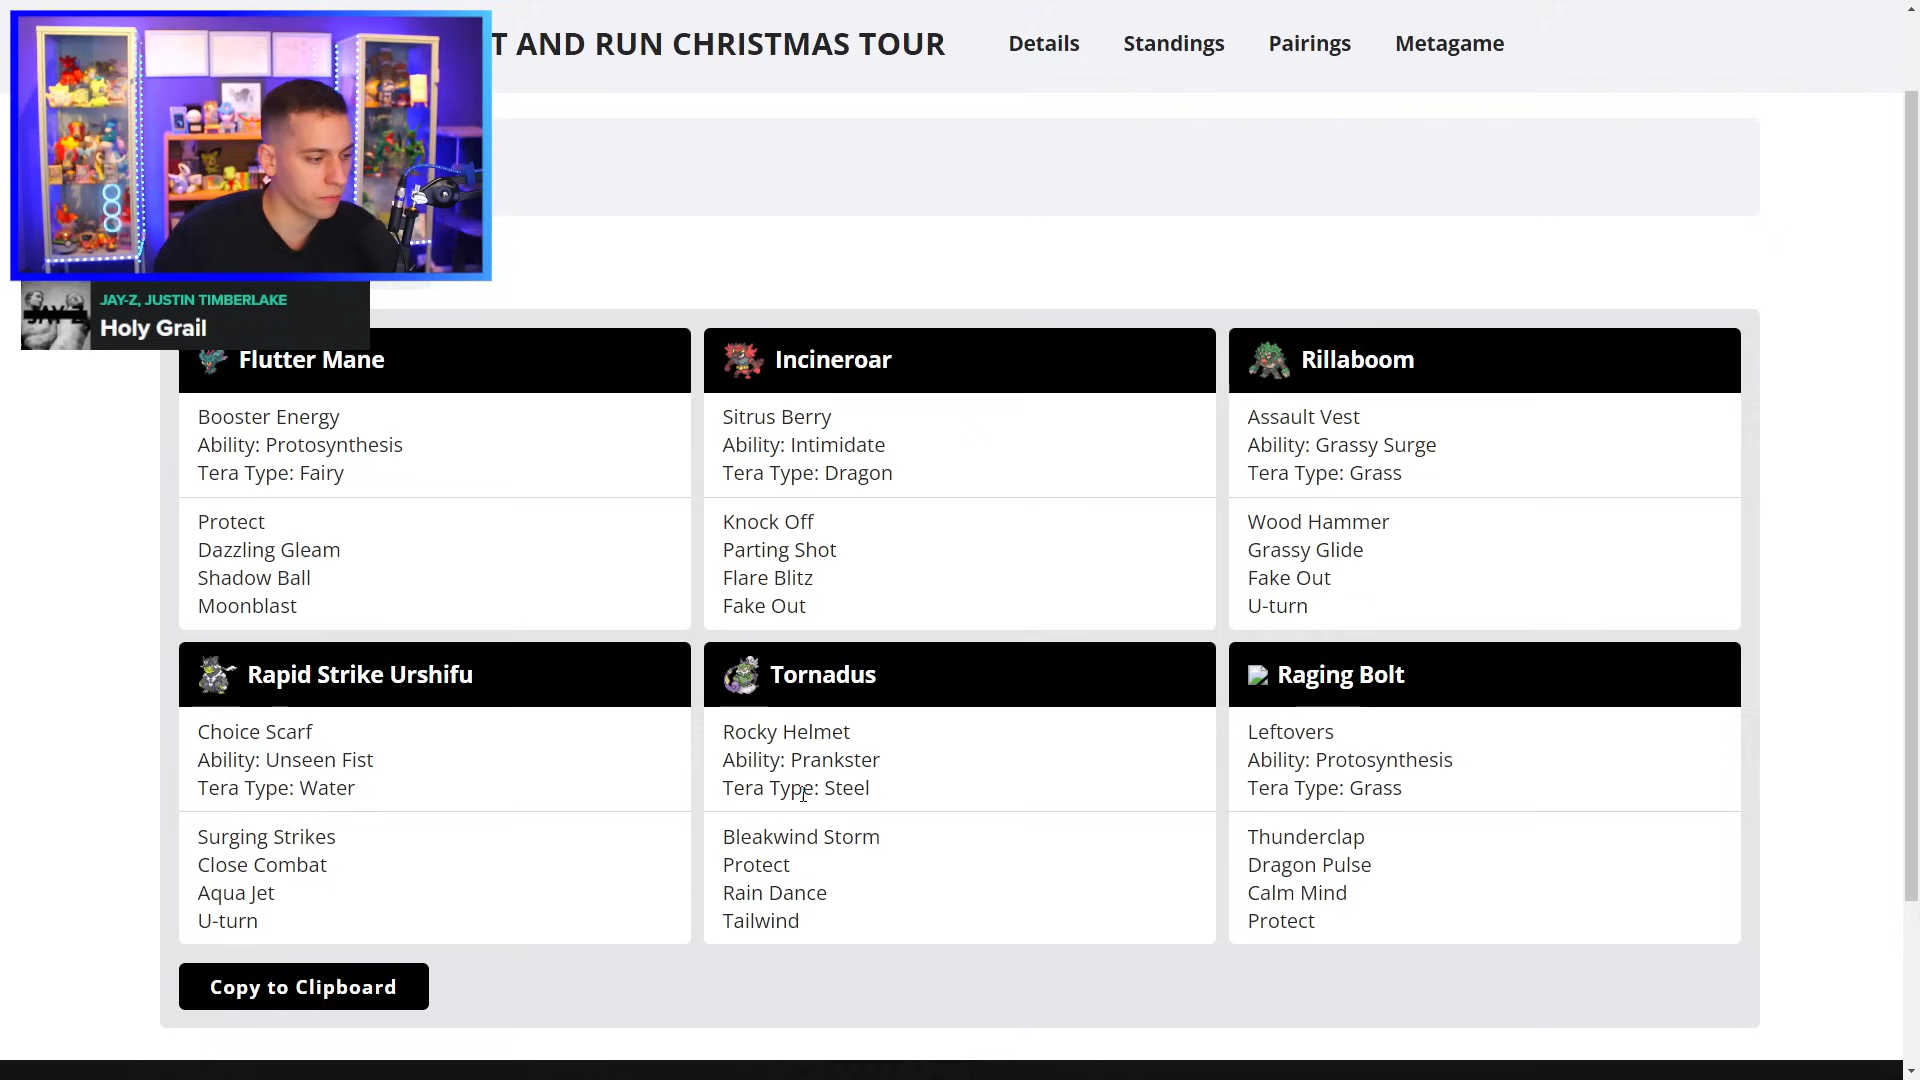 T AND RUN CHRISTMAS TOUR
Details
Standings
Pairings
Metagame
JAY-Z, JUSTIN TIMBERLAKE
Holy Grail
Flutter Mane
Booster Energy
Ability: Protosynthesis
Tera Type: Fairy
Protect
Dazzling Gleam
Shadow Ball
Moonblast
Incineroar
Sitrus Berry
Ability: Intimidate
Tera Type: Dragon
Knock Off
Parting Shot
Flare Blitz
Fake Out
Rillaboom
Assault Vest
Ability: Grassy Surge
Tera Type: Grass
Wood Hammer
Grassy Glide
Fake Out
U-turn
Rapid Strike Urshifu
Choice Scarf
Ability: Unseen Fist
Tera Type: Water
Surging Strikes
Close Combat
Aqua Jet
U-turn
Tornadus
Rocky Helmet
Ability: Prankster
Tera Type: Steel
Bleakwind Storm
Protect
Rain Dance
Tailwind
Raging Bolt
Leftovers
Ability: Protosynthesis
Tera Type: Grass
Thunderclap
Dragon Pulse
Calm Mind
Protect
Copy to Clipboard